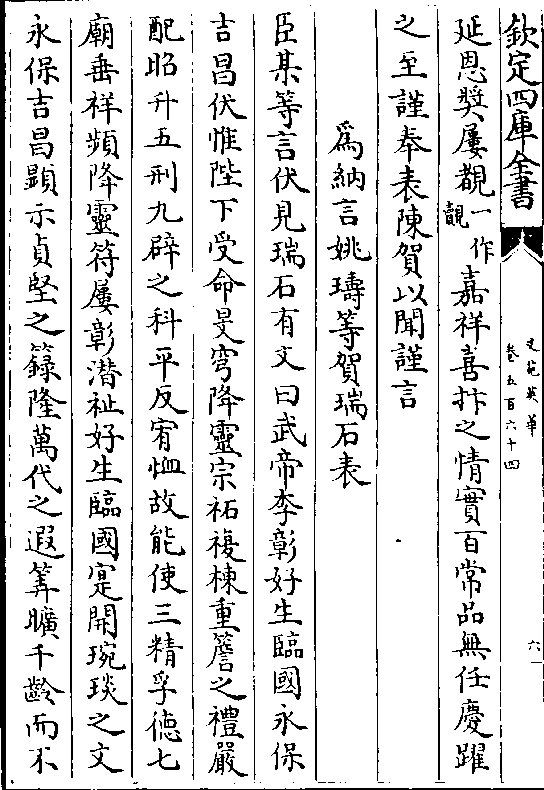 欽定四庫全書
文苑英華
卷五百六十四
六
延恩奬屢覩一作覿嘉祥喜抃之情實百常品無任慶躍
之至謹奉表陳賀以聞謹言
爲納言姚璹等賀瑞石表
臣某等言伏見瑞石有文曰武帝李彰好生臨國永保
吉昌伏惟陛下受命旻穹降靈宗祏複棟重簷之禮嚴
配昭升五刑九辟之科平反宥恤故能使三精孚德七
廟垂祥頻降靈符屢彰潛祉好生臨國寔開琬琰之文
永保吉昌顯示貞堅之籙隆萬代之遐筭曠千齡而不